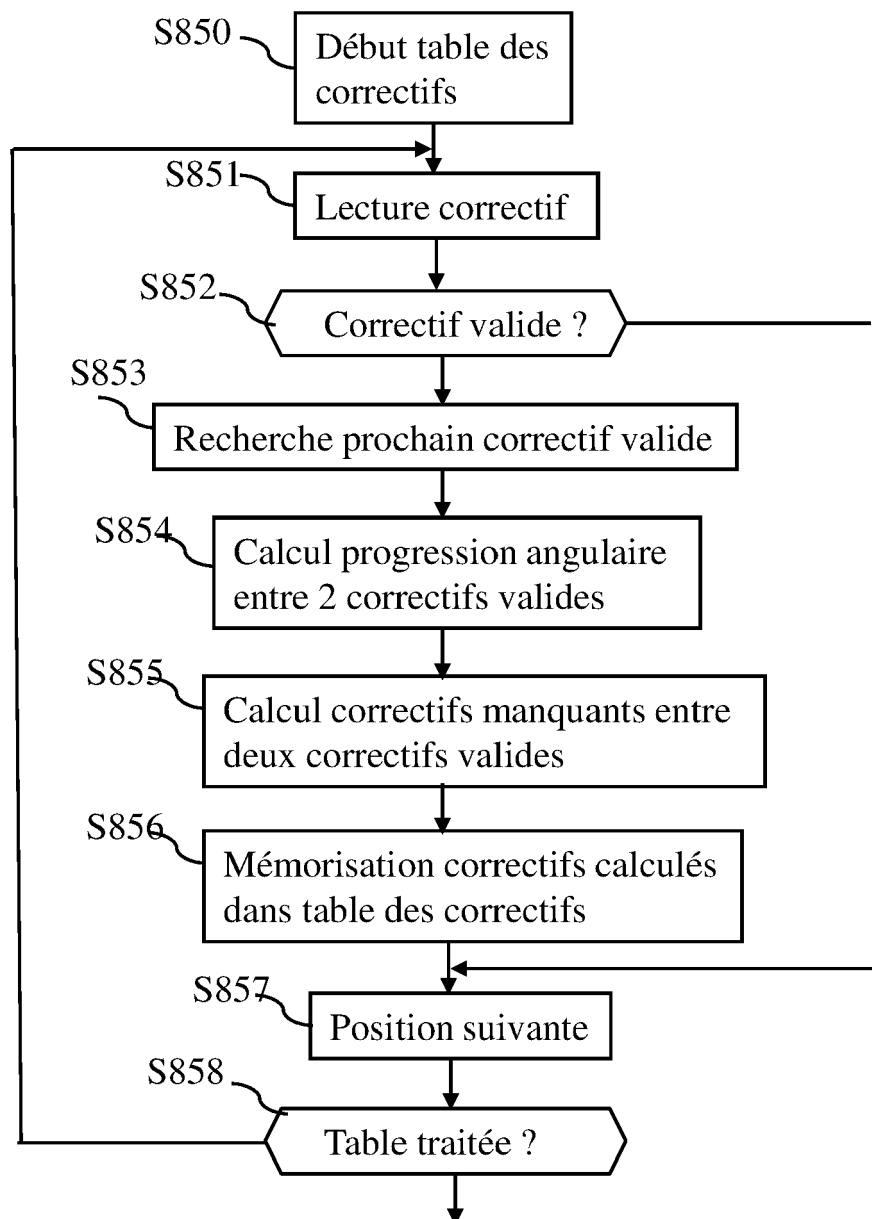 S850
Début table des
correctifs
S851
Lecture correctif
S852
Correctif valide ?
S853
Recherche prochain correctif valide
S854
Calcul progression angulaire
entre 2 correctifs valides
S855
Calcul correctifs manquants entre
deux correctifs valides
S856
Mémorisation correctifs calculés
dans table des correctifs
S857
Position suivante
S858
Table traitée ?